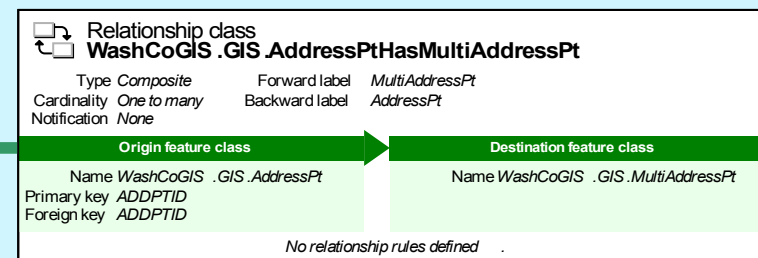 Relationship class
WashCoGIS .GIS .AddressPtHasMultiAddressPt
Type Composite Forward label MultiAddressPt
Cardinality One to many Backward label AddressPt
Notification None
Origin feature class Destination feature class
Name WashCoGIS .GIS .AddressPt Name WashCoGIS .GIS .MultiAddressPt
Primary key ADDPTID
Foreign key ADDPTID
No relationship rules defined .